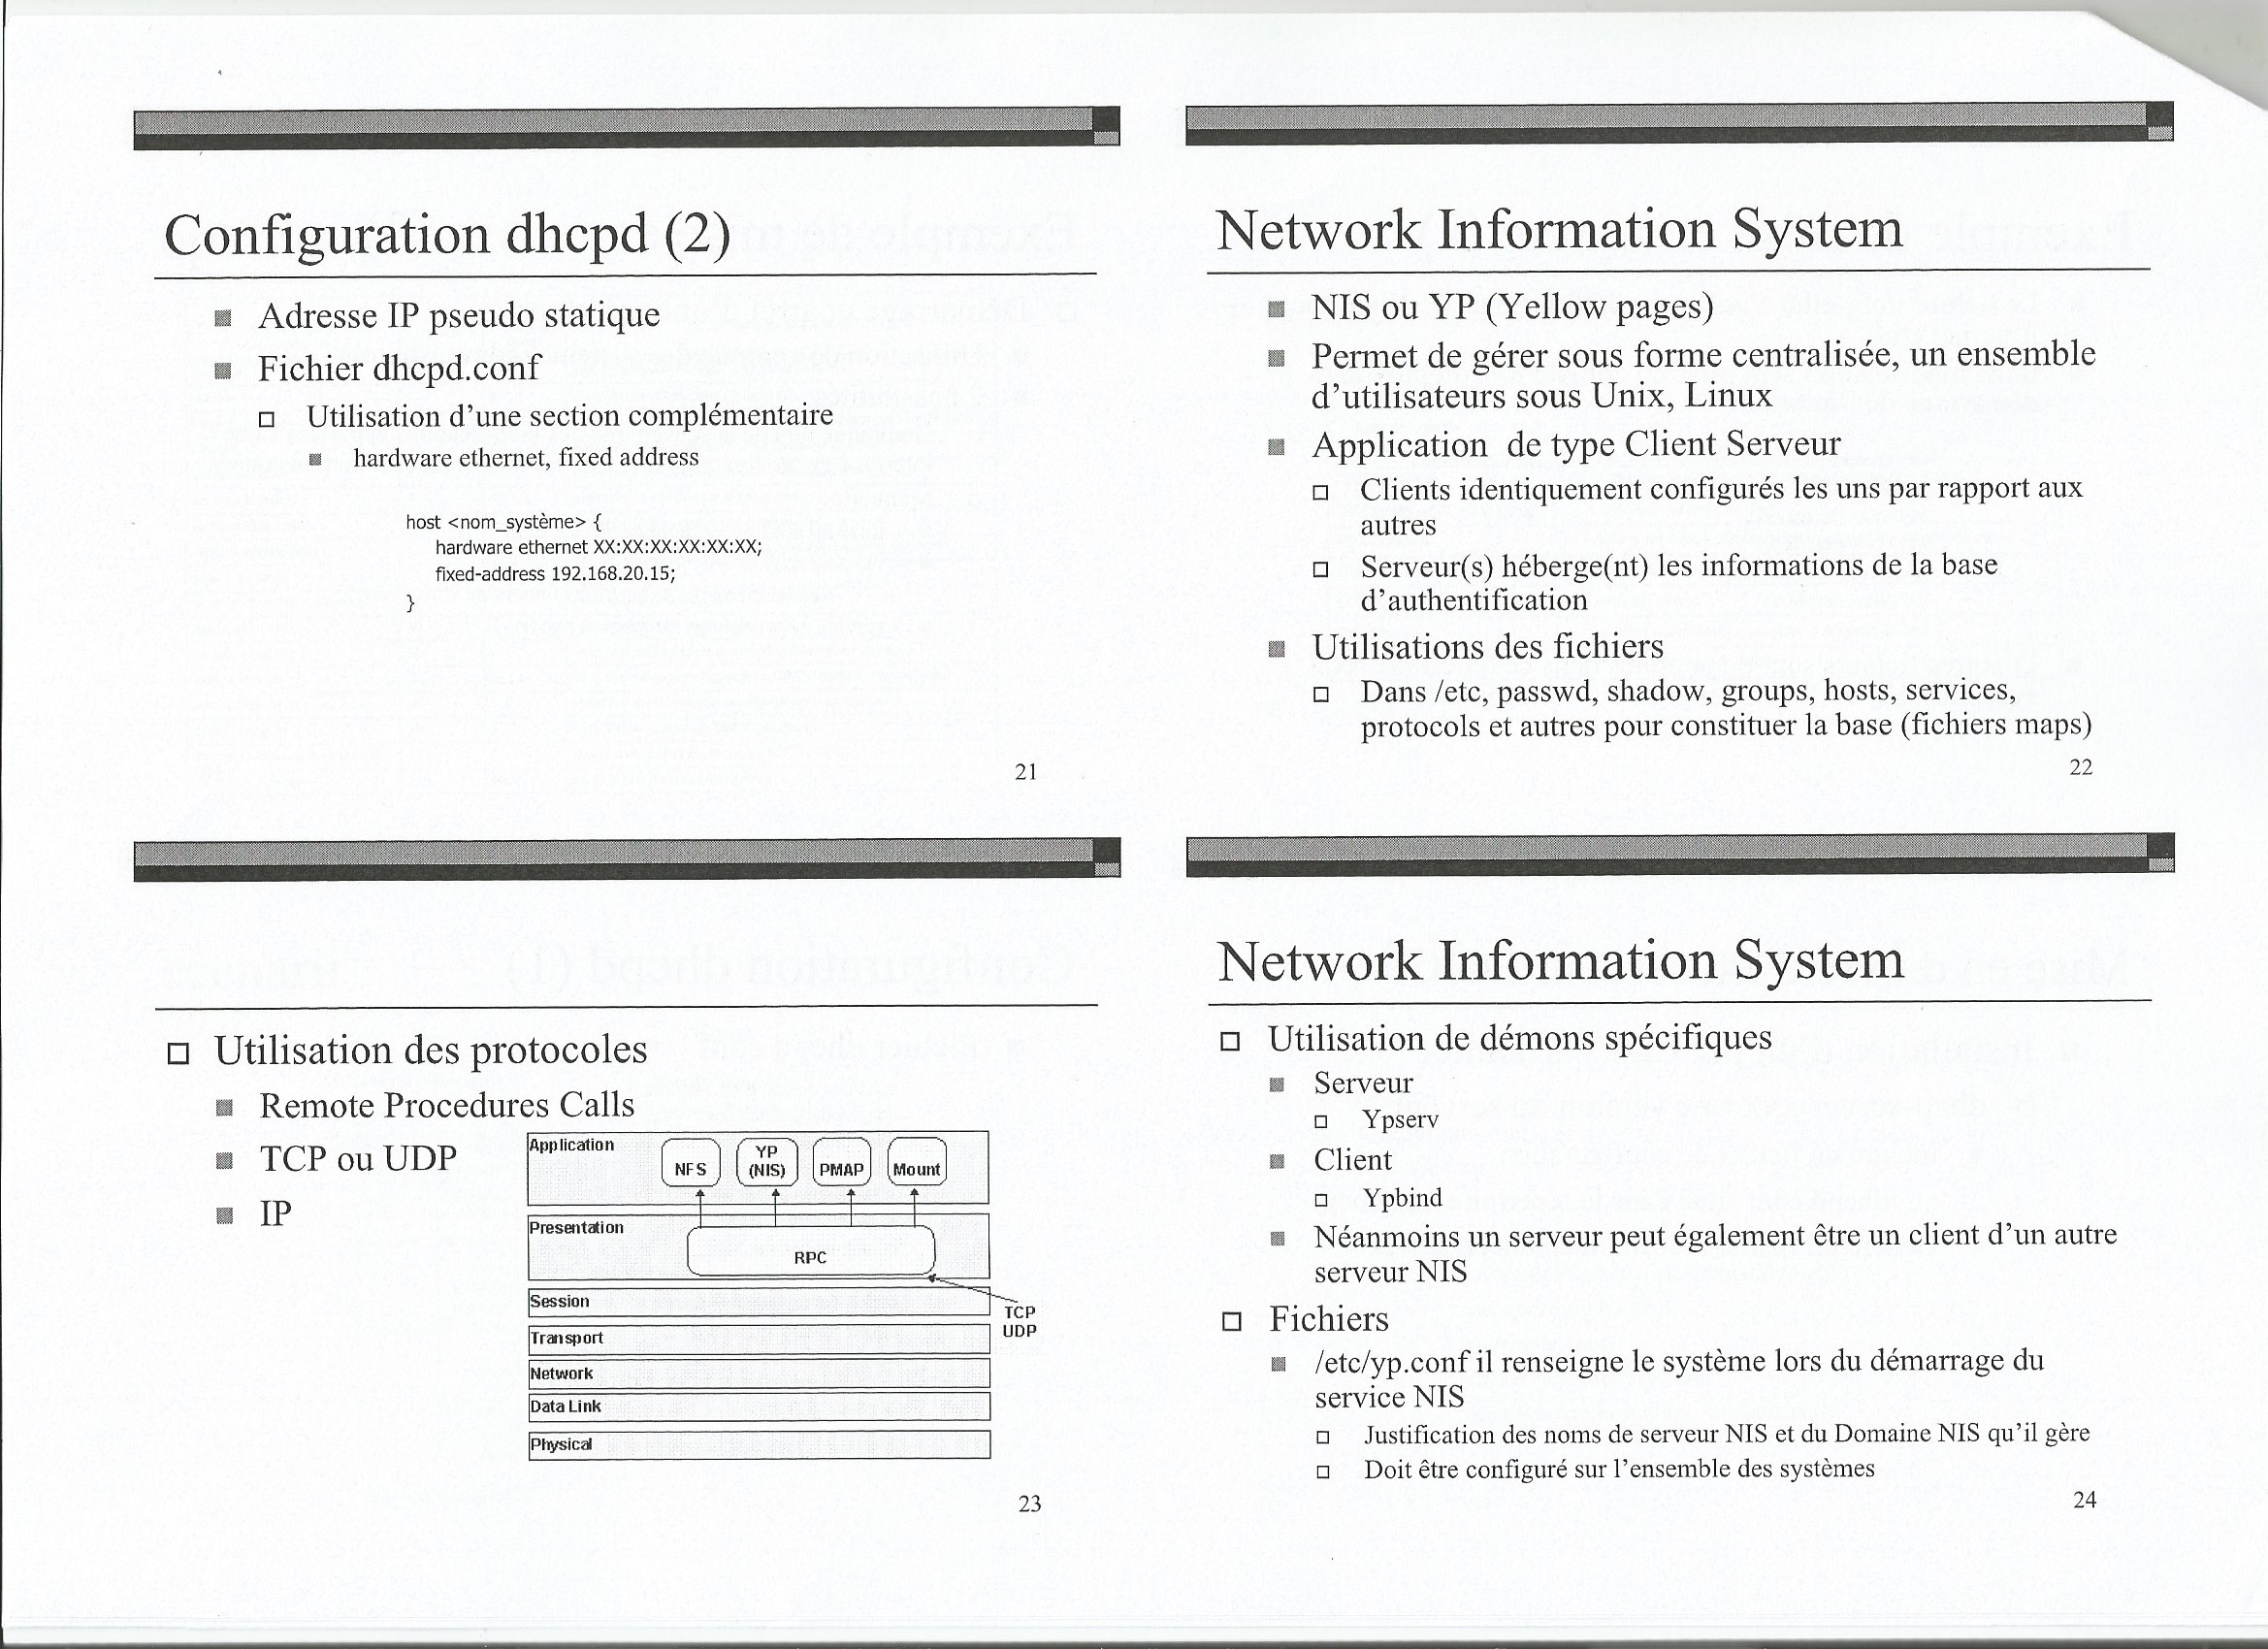 Configuration dhcpd (2)
Adresse IP pseudo statique
Fichier dhcpd.conf
Utilisation d'une section complémentaire
hardware ethernet, fixed address
host <nom_système> {
hardware ethernet XX:XX:XX:XX:XX:XX;
fixed-address 192.168.20.15;
}
21
Network Information System
NIS ou YP (Yellow pages)
Permet de gérer sous forme centralisée, un ensemble
d'utilisateurs sous Unix, Linux
Application de type Client Serveur
Clients identiquement configurés les uns par rapport aux
autres
Serveur(s) héberge(nt) les informations de la base
d'authentification
Utilisations des fichiers
Dans /etc, passwd, shadow, groups, hosts, services,
protocols et autres pour constituer la base (fichiers maps)
22
Utilisation des protocoles
Remote Procedures Calls
TCP ou UDP
IP
Application
NFS
YP
(NIS)
PMAP
Mount
Presentation
RPC
Session
TCP
UDP
Transport
Network
Data Link
Physical
23
Network Information System
Utilisation de démons spécifiques
Serveur
Ypserv
Client
Ypbind
Néanmoins un serveur peut également être un client d'un autre
serveur NIS
Fichiers
/etc/yp.conf il renseigne le système lors du démarrage du
service NIS
Justification des noms de serveur NIS et du Domaine NIS qu'il gère
Doit être configuré sur l'ensemble des systèmes
24